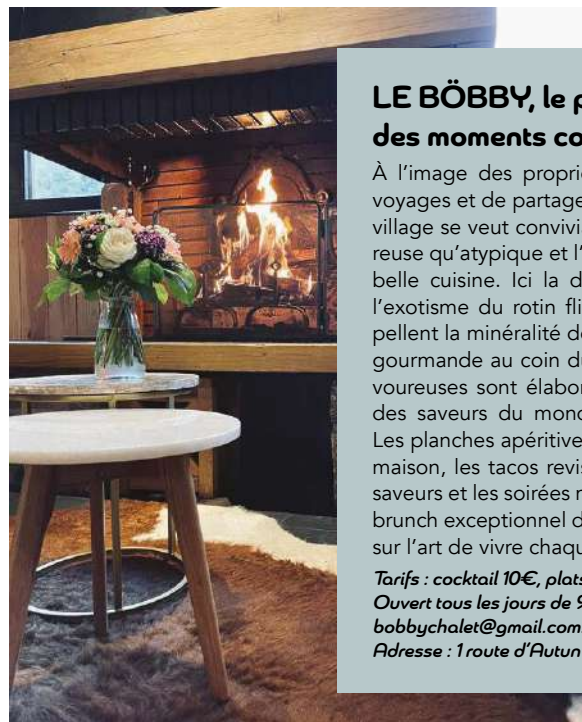 LE BÖBBY, le p
des moments co
À l’image des proprié
voyages et de partage
village se veut convivi
reuse qu’atypique et l’
belle cuisine. Ici la d
l’exotisme du rotin fli
pellent la minéralité de
gourmande au coin du
voureuses sont élabor
des saveurs du mond
Les planches apéritive
maison, les tacos revis
saveurs et les soirées m
brunch exceptionnel d
sur l’art de vivre chaqu
Tarifs : cocktail 10€, plats
Ouvert tous les jours de 9
bobbychalet@gmail.com.
Adresse : 1 route d’Autun